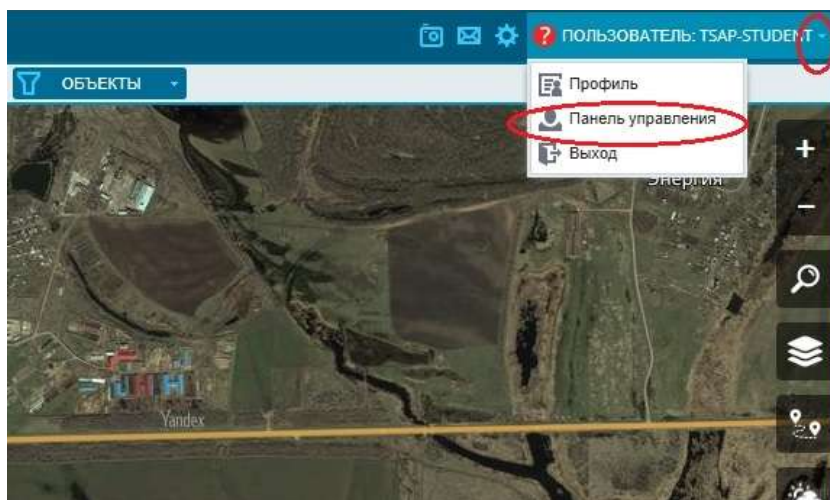 ? ПОЛЬЗОВАТЕЛЬ: TSAP-STUDENT
ОБЪЕКТЫ
Профиль
Панель управления
Выход
Энергия
+
−
Yandex